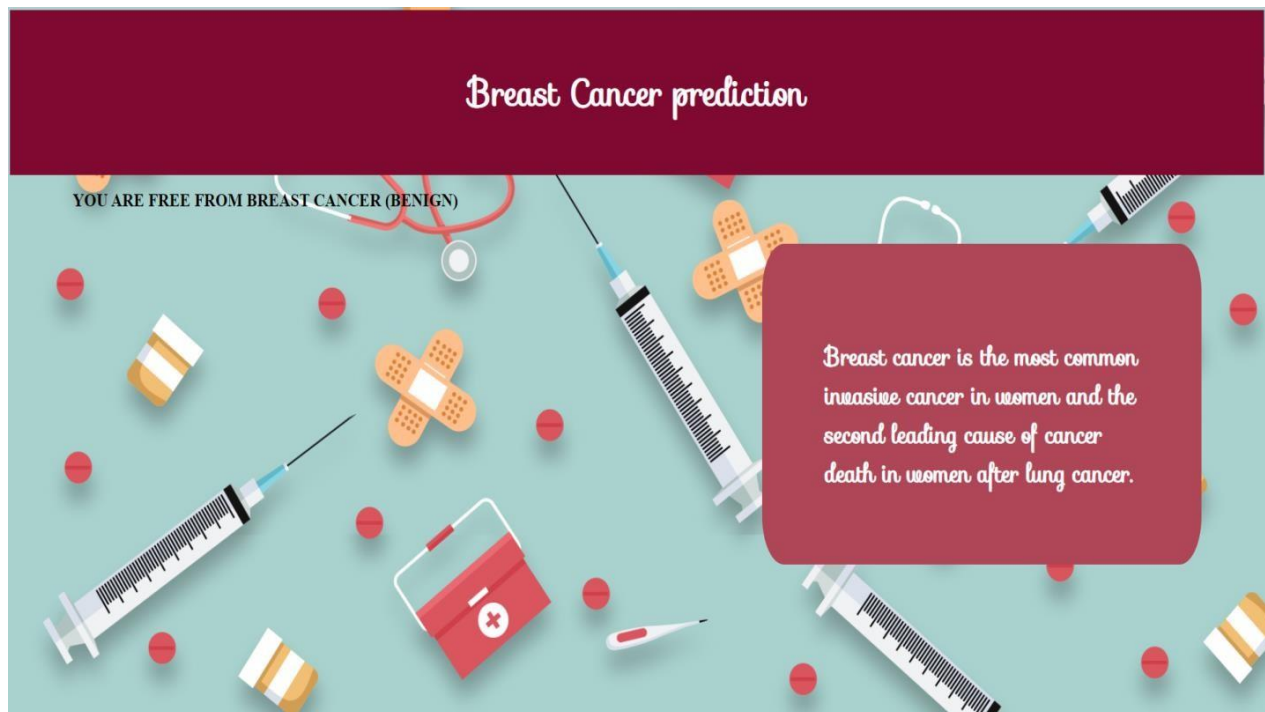 Breast Cancer prediction
YOU ARE FREE FROM BREAST CANCER (BENIGN)
Breast cancer is the most common
invasive cancer in women and the
second leading cause of cancer
death in women after lung cancer.